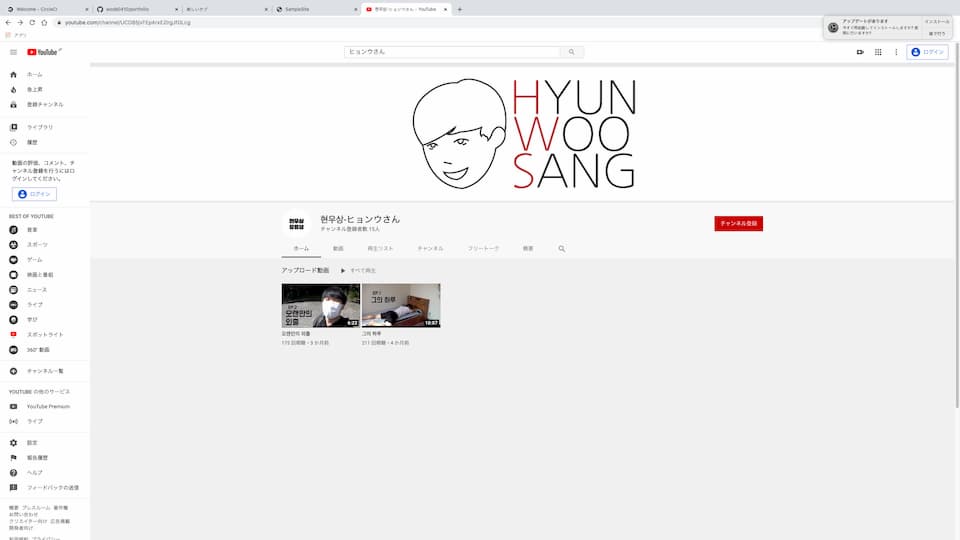 Welcome - CircleCI
新しいタブ
SampleSite
현우상-ヒョンウさん - YouTube
アプリ
アップデートがあります
インストール
後で行う
YouTube JP
ヒョンウさん
ログイン
ホーム
急上昇
登録チャンネル
ライブラリ
履歴
動画の評価、コメント、チ
ャンネル登録を行うにはロ
グインしてください。
ログイン
BEST OF YOUTUBE
音楽
スポーツ
ゲーム
映画と番組
ニュース
ライブ
学び
スポットライト
360° 動画
チャンネル一覧
YOUTUBE の他のサービス
YouTube Premium
ライブ
設定
報告履歴
ヘルプ
フィードバックの送信
概要 プレスルーム 著作権
お問い合わせ
クリエイター向け 広告掲載
開発者向け
利用規約 プライバシー
HYUN
WOO
SANG
현우상
현우상-ヒョンウさん
チャンネル登録者数 15人
チャンネル登録
ホーム 動画 再生リスト チャンネル フリートーク 概要
アップロード動画 すべて再生
EP.2
오랜만의
외출
6:23
EP.1
그의 하루
10:57
오랜만의 외출
175 回視聴・3 か月前
그의 하루
211 回視聴・4 か月前